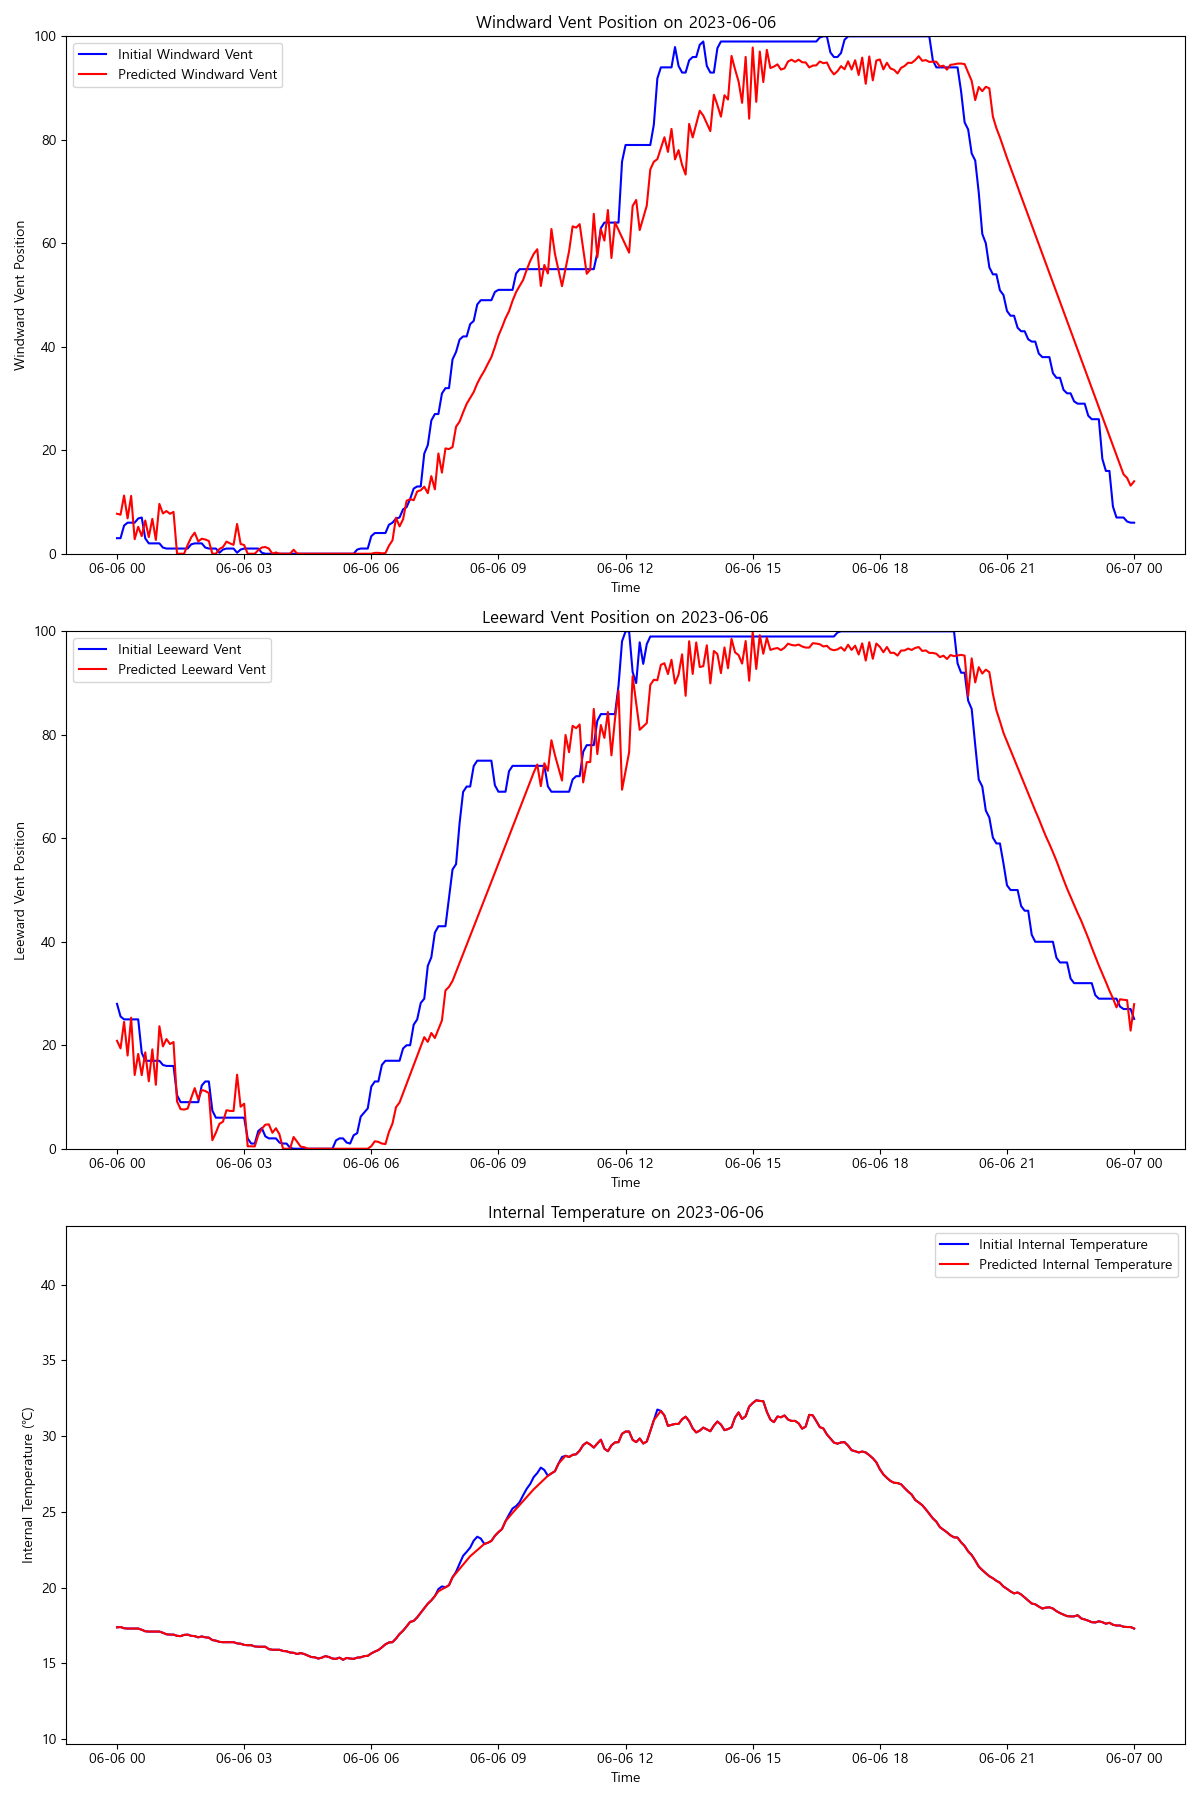 Windward Vent Position on 2023-06-06
Initial Windward Vent
Predicted Windward Vent
Windward Vent Position
100
80
60
40
20
0
06-06 00 06-06 03 06-06 06 06-06 09 06-06 12 06-06 15 06-06 18 06-06 21 06-07 00
Time
Leeward Vent Position on 2023-06-06
Initial Leeward Vent
Predicted Leeward Vent
Leeward Vent Position
100
80
60
40
20
0
06-06 00 06-06 03 06-06 06 06-06 09 06-06 12 06-06 15 06-06 18 06-06 21 06-07 00
Time
Internal Temperature on 2023-06-06
Initial Internal Temperature
Predicted Internal Temperature
Internal Temperature (℃)
40
35
30
25
20
15
10
06-06 00 06-06 03 06-06 06 06-06 09 06-06 12 06-06 15 06-06 18 06-06 21 06-07 00
Time